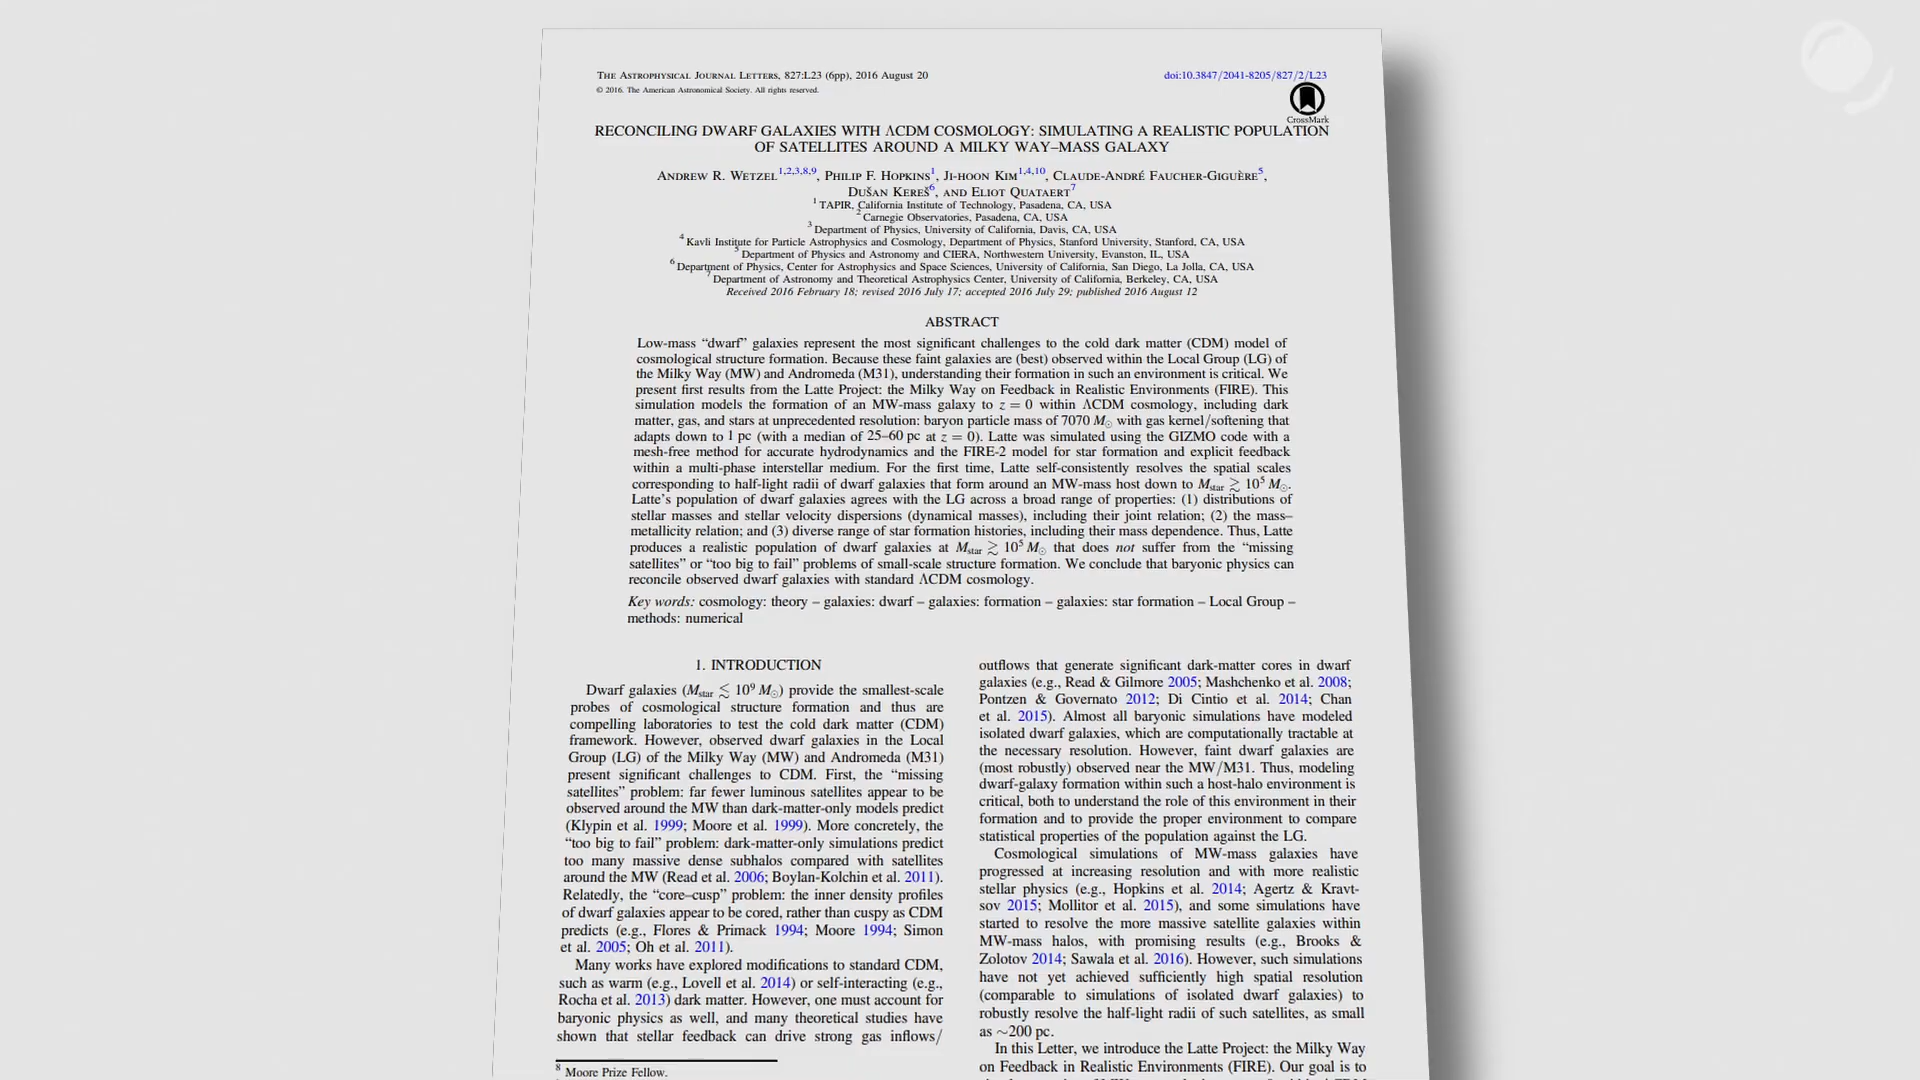 THE ASTROPHYSICAL JOURNAL LETTERS, 827:L23 (6pp), 2016 August 20
doi:10.3847/2041-8205/827/2/L23
© 2016. The American Astronomical Society. All rights reserved.
CrossMark
RECONCILING DWARF GALAXIES WITH ΛCDM COSMOLOGY: SIMULATING A REALISTIC POPULATION
OF SATELLITES AROUND A MILKY WAY–MASS GALAXY
ANDREW R. WETZEL1,2,3,8,9, PHILIP F. HOPKINS1, JI-HOON KIM1,4,10, CLAUDE-ANDRÉ FAUCHER-GIGUÈRE5,
DUŠAN KEREŠ6, AND ELIOT QUATAERT7
1 TAPIR, California Institute of Technology, Pasadena, CA, USA
2 Carnegie Observatories, Pasadena, CA, USA
3 Department of Physics, University of California, Davis, CA, USA
4 Kavli Institute for Particle Astrophysics and Cosmology, Department of Physics, Stanford University, Stanford, CA, USA
5 Department of Physics and Astronomy and CIERA, Northwestern University, Evanston, IL, USA
6 Department of Physics, Center for Astrophysics and Space Sciences, University of California, San Diego, La Jolla, CA, USA
7 Department of Astronomy and Theoretical Astrophysics Center, University of California, Berkeley, CA, USA
Received 2016 February 18; revised 2016 July 17; accepted 2016 July 29; published 2016 August 12
ABSTRACT
Low-mass “dwarf” galaxies represent the most significant challenges to the cold dark matter (CDM) model of
cosmological structure formation. Because these faint galaxies are (best) observed within the Local Group (LG) of
the Milky Way (MW) and Andromeda (M31), understanding their formation in such an environment is critical. We
present first results from the Latte Project: the Milky Way on Feedback in Realistic Environments (FIRE). This
simulation models the formation of an MW-mass galaxy to z = 0 within ΛCDM cosmology, including dark
matter, gas, and stars at unprecedented resolution: baryon particle mass of 7070 M⊙ with gas kernel/softening that
adapts down to 1 pc (with a median of 25–60 pc at z = 0). Latte was simulated using the GIZMO code with a
mesh-free method for accurate hydrodynamics and the FIRE-2 model for star formation and explicit feedback
within a multi-phase interstellar medium. For the first time, Latte self-consistently resolves the spatial scales
corresponding to half-light radii of dwarf galaxies that form around an MW-mass host down to Mstar ≳ 10⁵ M⊙.
Latte’s population of dwarf galaxies agrees with the LG across a broad range of properties: (1) distributions of
stellar masses and stellar velocity dispersions (dynamical masses), including their joint relation; (2) the mass–
metallicity relation; and (3) diverse range of star formation histories, including their mass dependence. Thus, Latte
produces a realistic population of dwarf galaxies at Mstar ≳ 10⁵ M⊙ that does not suffer from the “missing
satellites” or “too big to fail” problems of small-scale structure formation. We conclude that baryonic physics can
reconcile observed dwarf galaxies with standard ΛCDM cosmology.
Key words: cosmology: theory – galaxies: dwarf – galaxies: formation – galaxies: star formation – Local Group –
methods: numerical
1. INTRODUCTION
Dwarf galaxies (Mstar ≲ 10⁹ M⊙) provide the smallest-scale
probes of cosmological structure formation and thus are
compelling laboratories to test the cold dark matter (CDM)
framework. However, observed dwarf galaxies in the Local
Group (LG) of the Milky Way (MW) and Andromeda (M31)
present significant challenges to CDM. First, the “missing
satellites” problem: far fewer luminous satellites appear to be
observed around the MW than dark-matter-only models predict
(Klypin et al. 1999; Moore et al. 1999). More concretely, the
“too big to fail” problem: dark-matter-only simulations predict
too many massive dense subhalos compared with satellites
around the MW (Read et al. 2006; Boylan-Kolchin et al. 2011).
Relatedly, the “core–cusp” problem: the inner density profiles
of dwarf galaxies appear to be cored, rather than cuspy as CDM
predicts (e.g., Flores & Primack 1994; Moore 1994; Simon
et al. 2005; Oh et al. 2011).
Many works have explored modifications to standard CDM,
such as warm (e.g., Lovell et al. 2014) or self-interacting (e.g.,
Rocha et al. 2013) dark matter. However, one must account for
baryonic physics as well, and many theoretical studies have
shown that stellar feedback can drive strong gas inflows/
8 Moore Prize Fellow.
outflows that generate significant dark-matter cores in dwarf
galaxies (e.g., Read & Gilmore 2005; Mashchenko et al. 2008;
Pontzen & Governato 2012; Di Cintio et al. 2014; Chan
et al. 2015). Almost all baryonic simulations have modeled
isolated dwarf galaxies, which are computationally tractable at
the necessary resolution. However, faint dwarf galaxies are
(most robustly) observed near the MW/M31. Thus, modeling
dwarf-galaxy formation within such a host-halo environment is
critical, both to understand the role of this environment in their
formation and to provide the proper environment to compare
statistical properties of the population against the LG.
Cosmological simulations of MW-mass galaxies have
progressed at increasing resolution and with more realistic
stellar physics (e.g., Hopkins et al. 2014; Agertz & Kravt-
sov 2015; Mollitor et al. 2015), and some simulations have
started to resolve the more massive satellite galaxies within
MW-mass halos, with promising results (e.g., Brooks &
Zolotov 2014; Sawala et al. 2016). However, such simulations
have not yet achieved sufficiently high spatial resolution
(comparable to simulations of isolated dwarf galaxies) to
robustly resolve the half-light radii of such satellites, as small
as ∼200 pc.
In this Letter, we introduce the Latte Project: the Milky Way
on Feedback in Realistic Environments (FIRE). Our goal is to